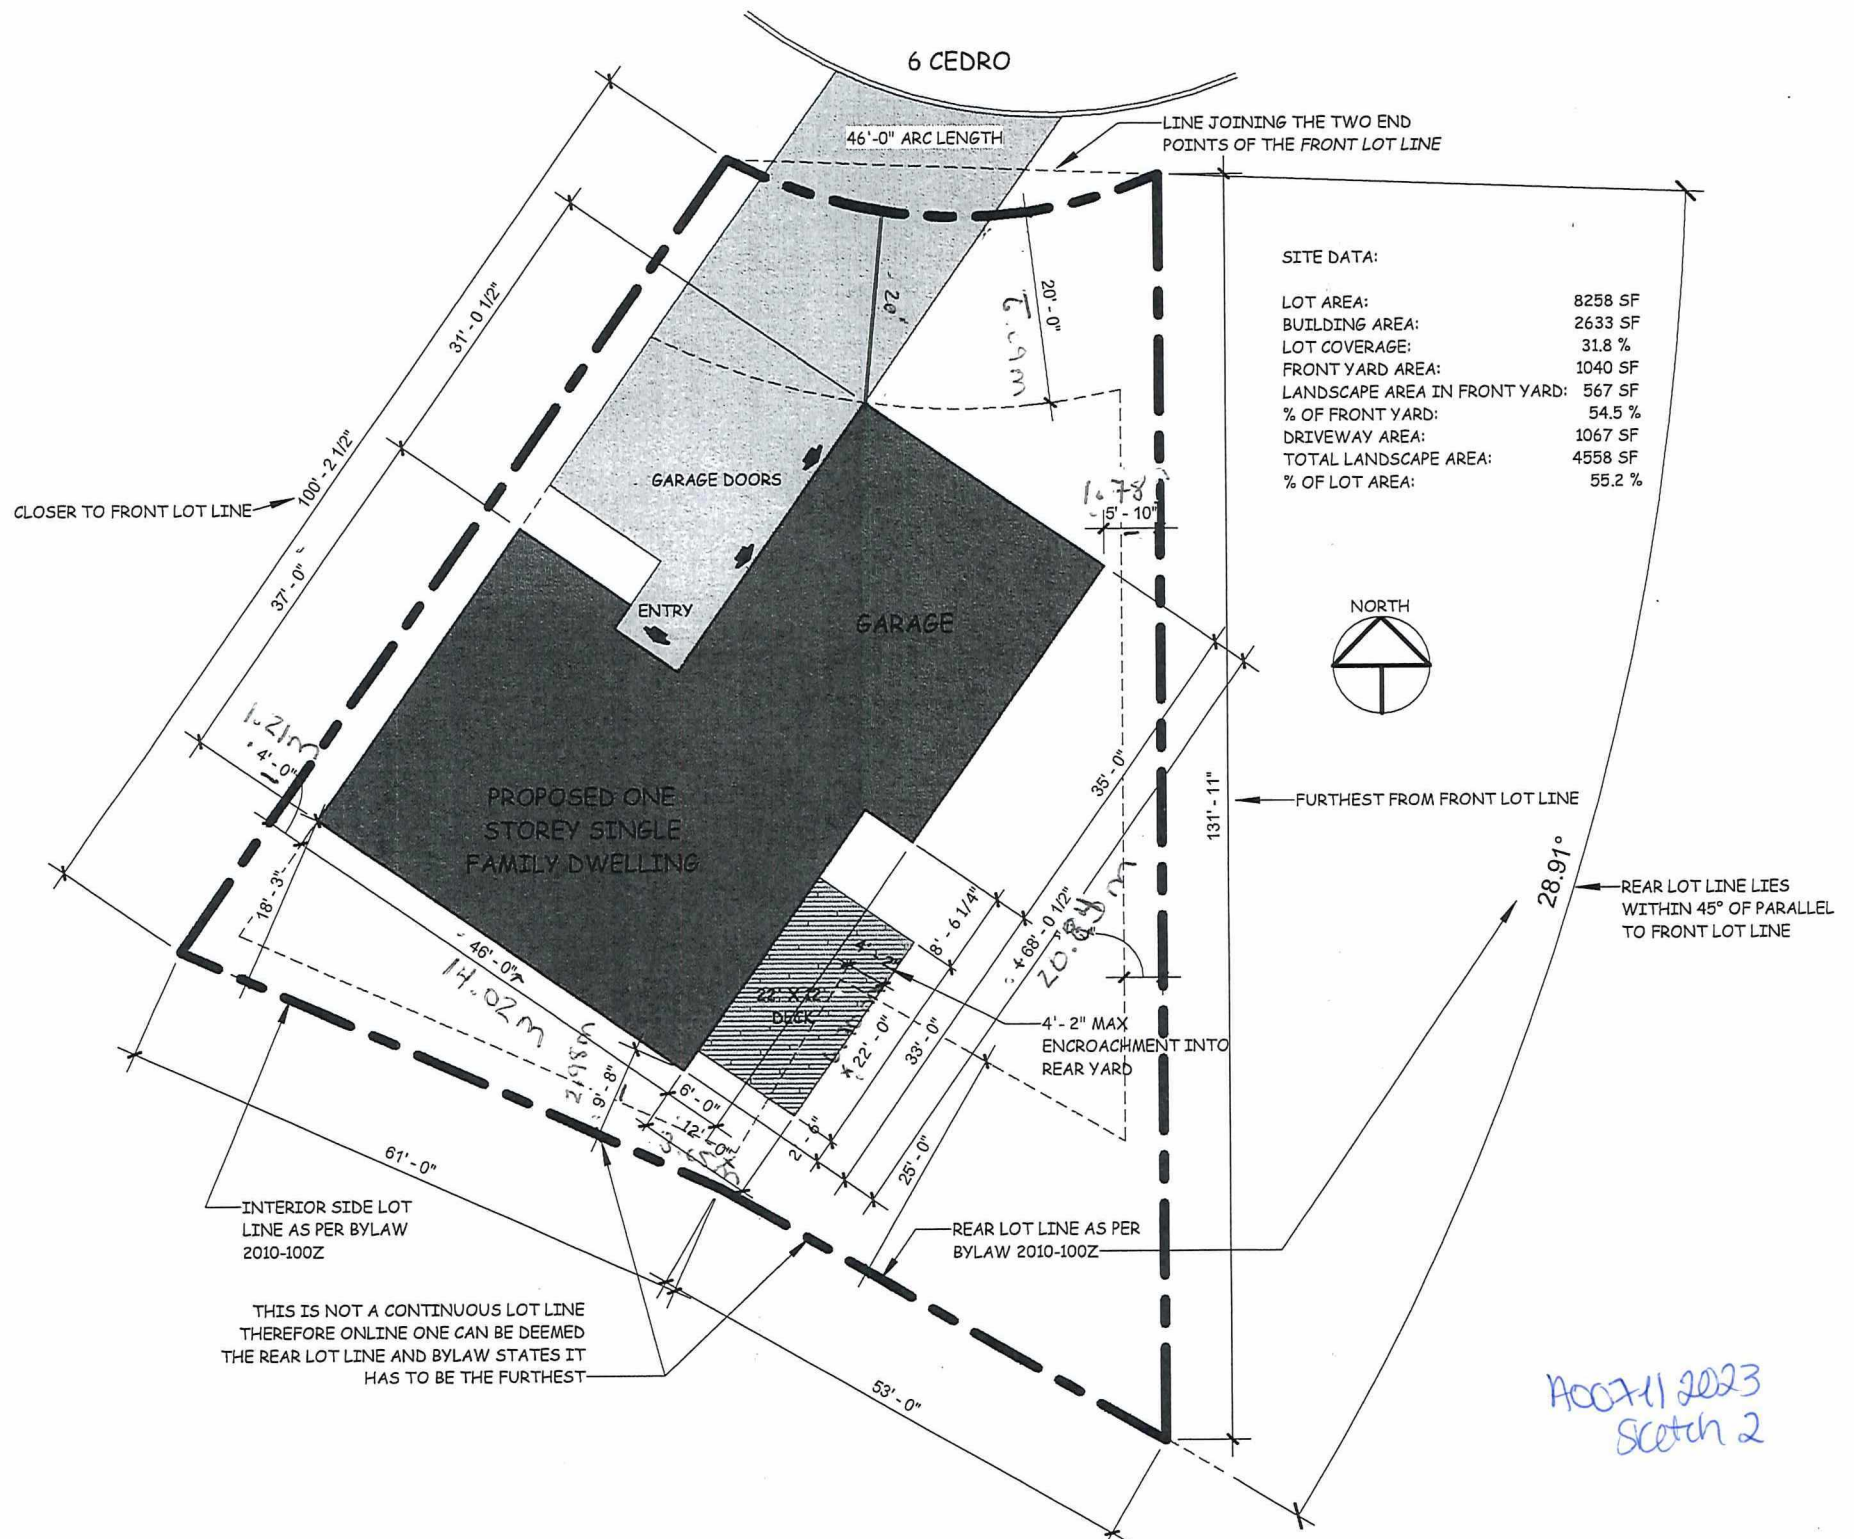 6 CEDRO
46'-0" ARC LENGTH
LINE JOINING THE TWO END
POINTS OF THE FRONT LOT LINE
SITE DATA:
LOT AREA: 8258 SF
BUILDING AREA: 2633 SF
LOT COVERAGE: 31.8 %
FRONT YARD AREA: 1040 SF
LANDSCAPE AREA IN FRONT YARD: 567 SF
% OF FRONT YARD: 54.5 %
DRIVEWAY AREA: 1067 SF
TOTAL LANDSCAPE AREA: 4558 SF
% OF LOT AREA: 55.2 %
31'-0 1/2"
20'
20'-0"
100'-2 1/2"
CLOSER TO FRONT LOT LINE
GARAGE DOORS
1.78
5'-10"
37'-0"
ENTRY
GARAGE
NORTH
1.21m
4'-0"
PROPOSED ONE
STOREY SINGLE
FAMILY DWELLING
35'-0"
131'-11"
FURTHEST FROM FRONT LOT LINE
28.91°
REAR LOT LINE LIES
WITHIN 45° OF PARALLEL
TO FRONT LOT LINE
18'-3"
46'-0"
14.02m
8'-6 1/4"
68'-0 1/2"
20.84m
4'-2"
22' X 12'
DECK
22'-0"
33'-0"
4'-2" MAX
ENCROACHMENT INTO
REAR YARD
9'-8"
6'-0"
12'-0"
25'-0"
61'-0"
INTERIOR SIDE LOT
LINE AS PER BYLAW
2010-100Z
REAR LOT LINE AS PER
BYLAW 2010-100Z
THIS IS NOT A CONTINUOUS LOT LINE
THEREFORE ONLINE ONE CAN BE DEEMED
THE REAR LOT LINE AND BYLAW STATES IT
HAS TO BE THE FURTHEST
53'-0"
A00711 2023
Scetch 2